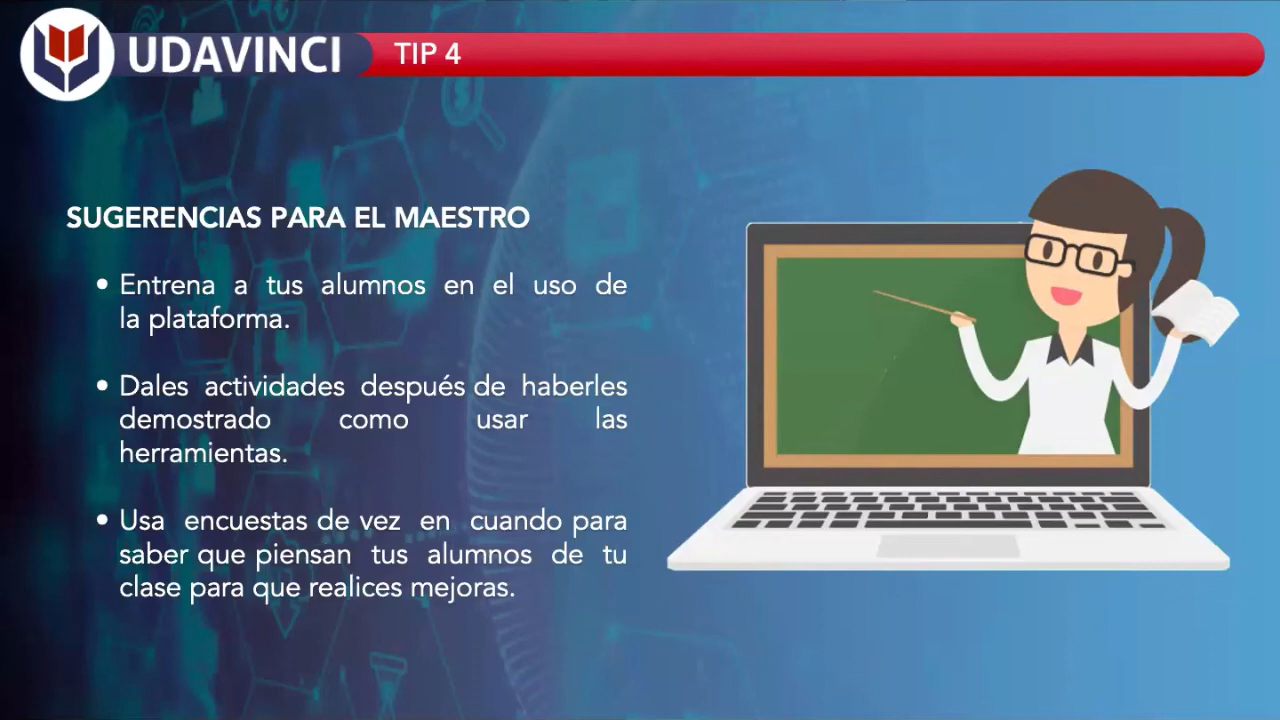 UDAVINCI
TIP 4
SUGERENCIAS PARA EL MAESTRO
• Entrena a tus alumnos en el uso de
la plataforma.
• Dales actividades después de haberles
demostrado como usar las
herramientas.
• Usa encuestas de vez en cuando para
saber que piensan tus alumnos de tu
clase para que realices mejoras.